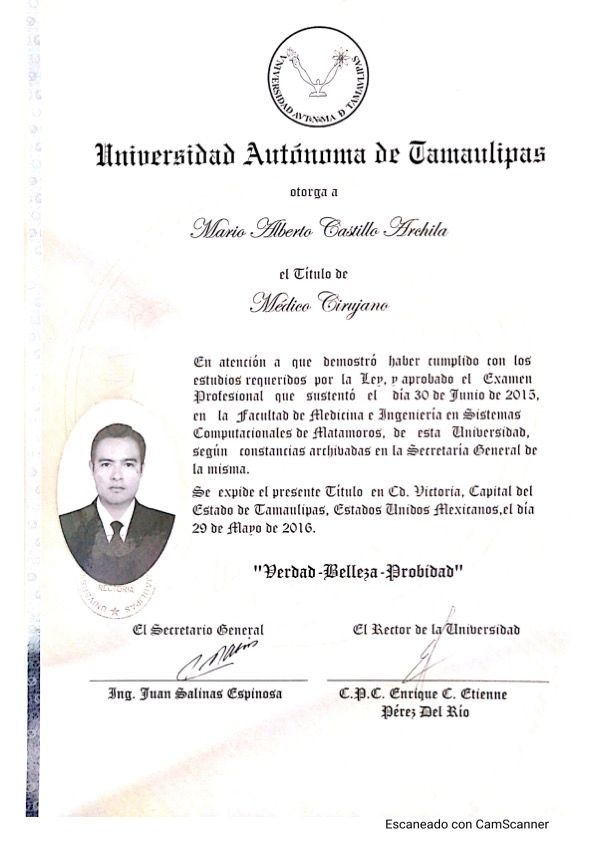 VNIVERSIDAD AVToNoMA D TAMAVLIPAS
Universidad Autónoma de Tamaulipas
otorga a
Mario Alberto Castillo Archila
el Título de
Médico Cirujano
En atención a que demostró haber cumplido con los
estudios requeridos por la Ley, y aprobado el Examen
Profesional que sustentó el día 30 de Junio de 2015,
en la Facultad de Medicina e Ingeniería en Sistemas
Computacionales de Matamoros, de esta Universidad,
según constancias archivadas en la Secretaría General de
la misma.
Se expide el presente Título en Cd. Victoria, Capital del
Estado de Tamaulipas, Estados Unidos Mexicanos,el día
29 de Mayo de 2016.
RECTORIA
"Verdad-Belleza-Probidad"
El Secretario General
El Rector de la Universidad
Ing. Juan Salinas Espinosa
C.P.C. Enrique C. Etienne
Pérez Del Río
Escaneado con CamScanner